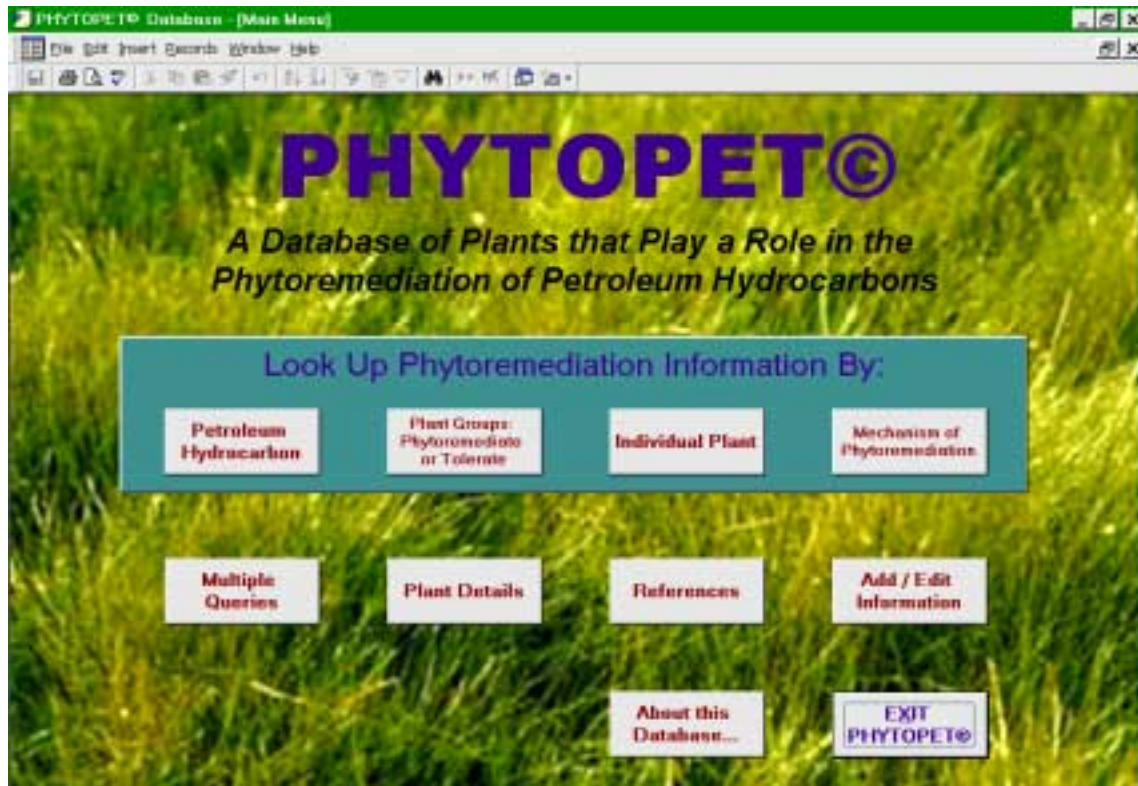 PHYTOPET© Database - [Main Menu]
File Edit Insert Records Window Help
PHYTOPET©
A Database of Plants that Play a Role in the
Phytoremediation of Petroleum Hydrocarbons
Look Up Phytoremediation Information By:
Petroleum
Hydrocarbon
Plant Groups:
Phytoremediate
or Tolerate
Individual Plant
Mechanism of
Phytoremediation
Multiple
Queries
Plant Details
References
Add / Edit
Information
About this
Database...
EXIT
PHYTOPET©